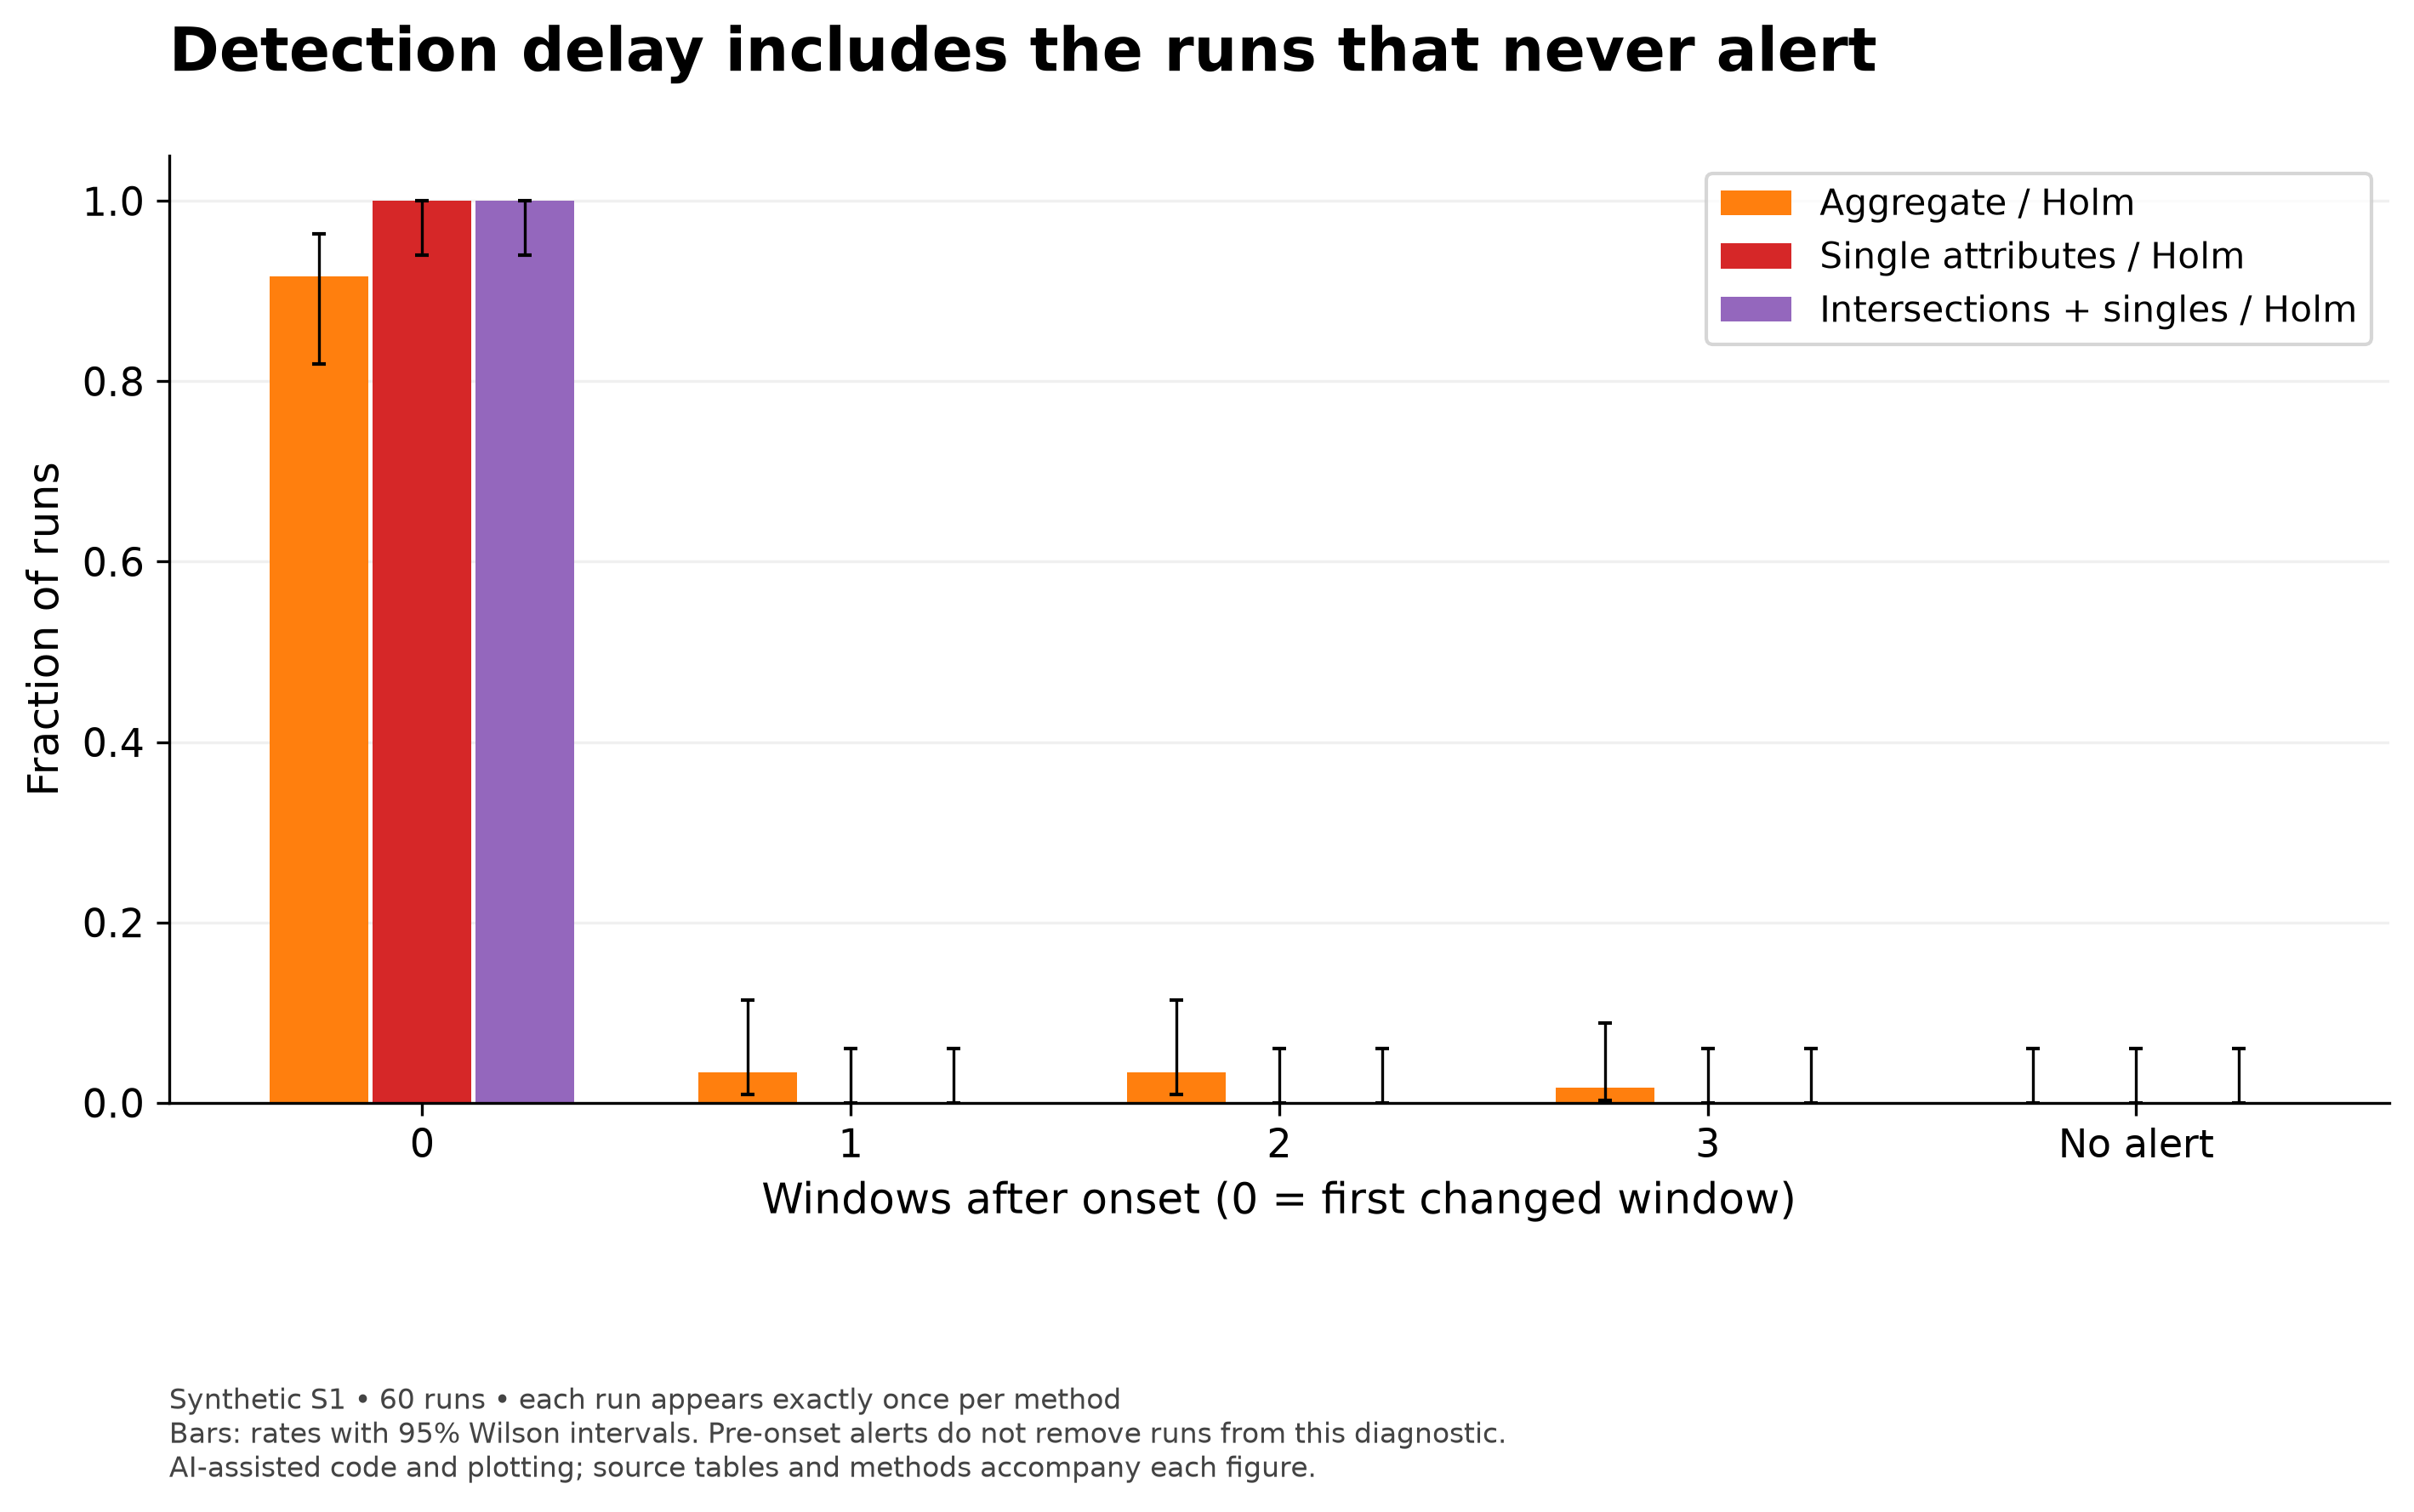 Detection delay includes the runs that never alert
Aggregate / Holm
Single attributes / Holm
Intersections + singles / Holm
Fraction of runs
1.0
0.8
0.6
0.4
0.2
0.0
0
1
2
3
No alert
Windows after onset (0 = first changed window)
Synthetic S1 • 60 runs • each run appears exactly once per method
Bars: rates with 95% Wilson intervals. Pre-onset alerts do not remove runs from this diagnostic.
AI-assisted code and plotting; source tables and methods accompany each figure.